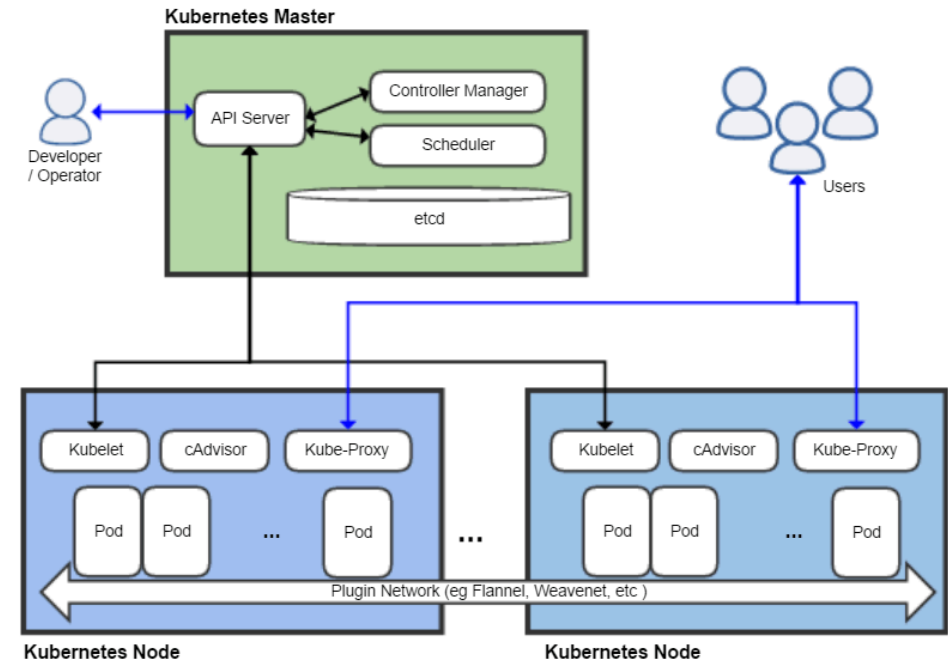 Kubernetes Master
API Server
Controller Manager
Scheduler
etcd
Developer
/ Operator
Users
Kubelet
cAdvisor
Kube-Proxy
Pod
Pod
...
Pod
...
Kubelet
cAdvisor
Kube-Proxy
Pod
Pod
...
Pod
Plugin Network (eg Flannel, Weavenet, etc )
Kubernetes Node
Kubernetes Node